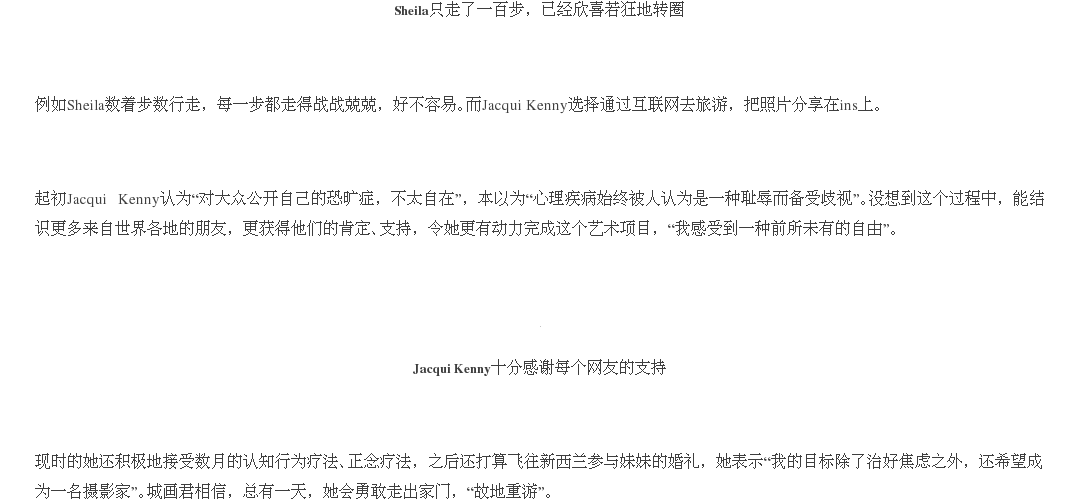 Sheila只走了一百步，已经欣喜若狂地转圈
例如Sheila数着步数行走，每一步都走得战战兢兢，好不容易。而Jacqui Kenny选择通过互联网去旅游，把照片分享在ins上。
起初Jacqui Kenny认为“对大众公开自己的恐旷症，不太自在”，本以为“心理疾病始终被人认为是一种耻辱而备受歧视”。没想到这个过程中，能结
识更多来自世界各地的朋友，更获得他们的肯定、支持，令她更有动力完成这个艺术项目，“我感受到一种前所未有的自由”。
Jacqui Kenny十分感谢每个网友的支持
现时的她还积极地接受数月的认知行为疗法、正念疗法，之后还打算飞往新西兰参与妹妹的婚礼，她表示“我的目标除了治好焦虑之外，还希望成
为一名摄影家”。城画君相信，总有一天，她会勇敢走出家门，“故地重游”。